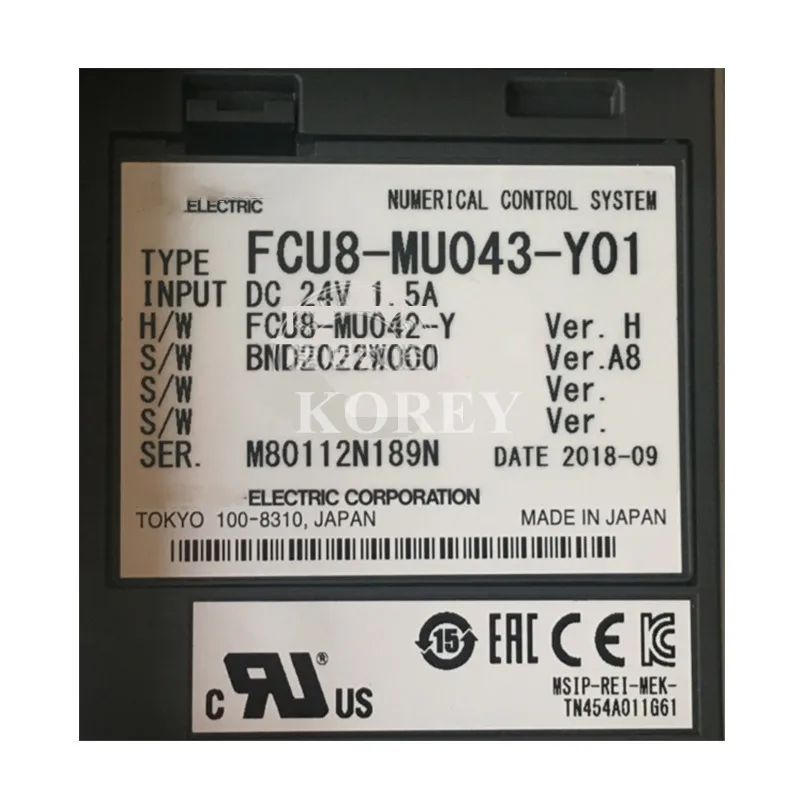 ELECTRIC NUMERICAL CONTROL SYSTEM
TYPE FCU8-MU043-Y01
INPUT DC 24V 1.5A
H/W FCU8-MU042-Y Ver. H
S/W BND2022W000 Ver.A8
S/W Ver.
S/W Ver.
KOREY
SER. M80112N189N DATE 2018-09
ELECTRIC CORPORATION
TOKYO 100-8310, JAPAN MADE IN JAPAN
c RU ® US 15 EAC CE KC
MSIP-REI-MEK-
TN454A011G61